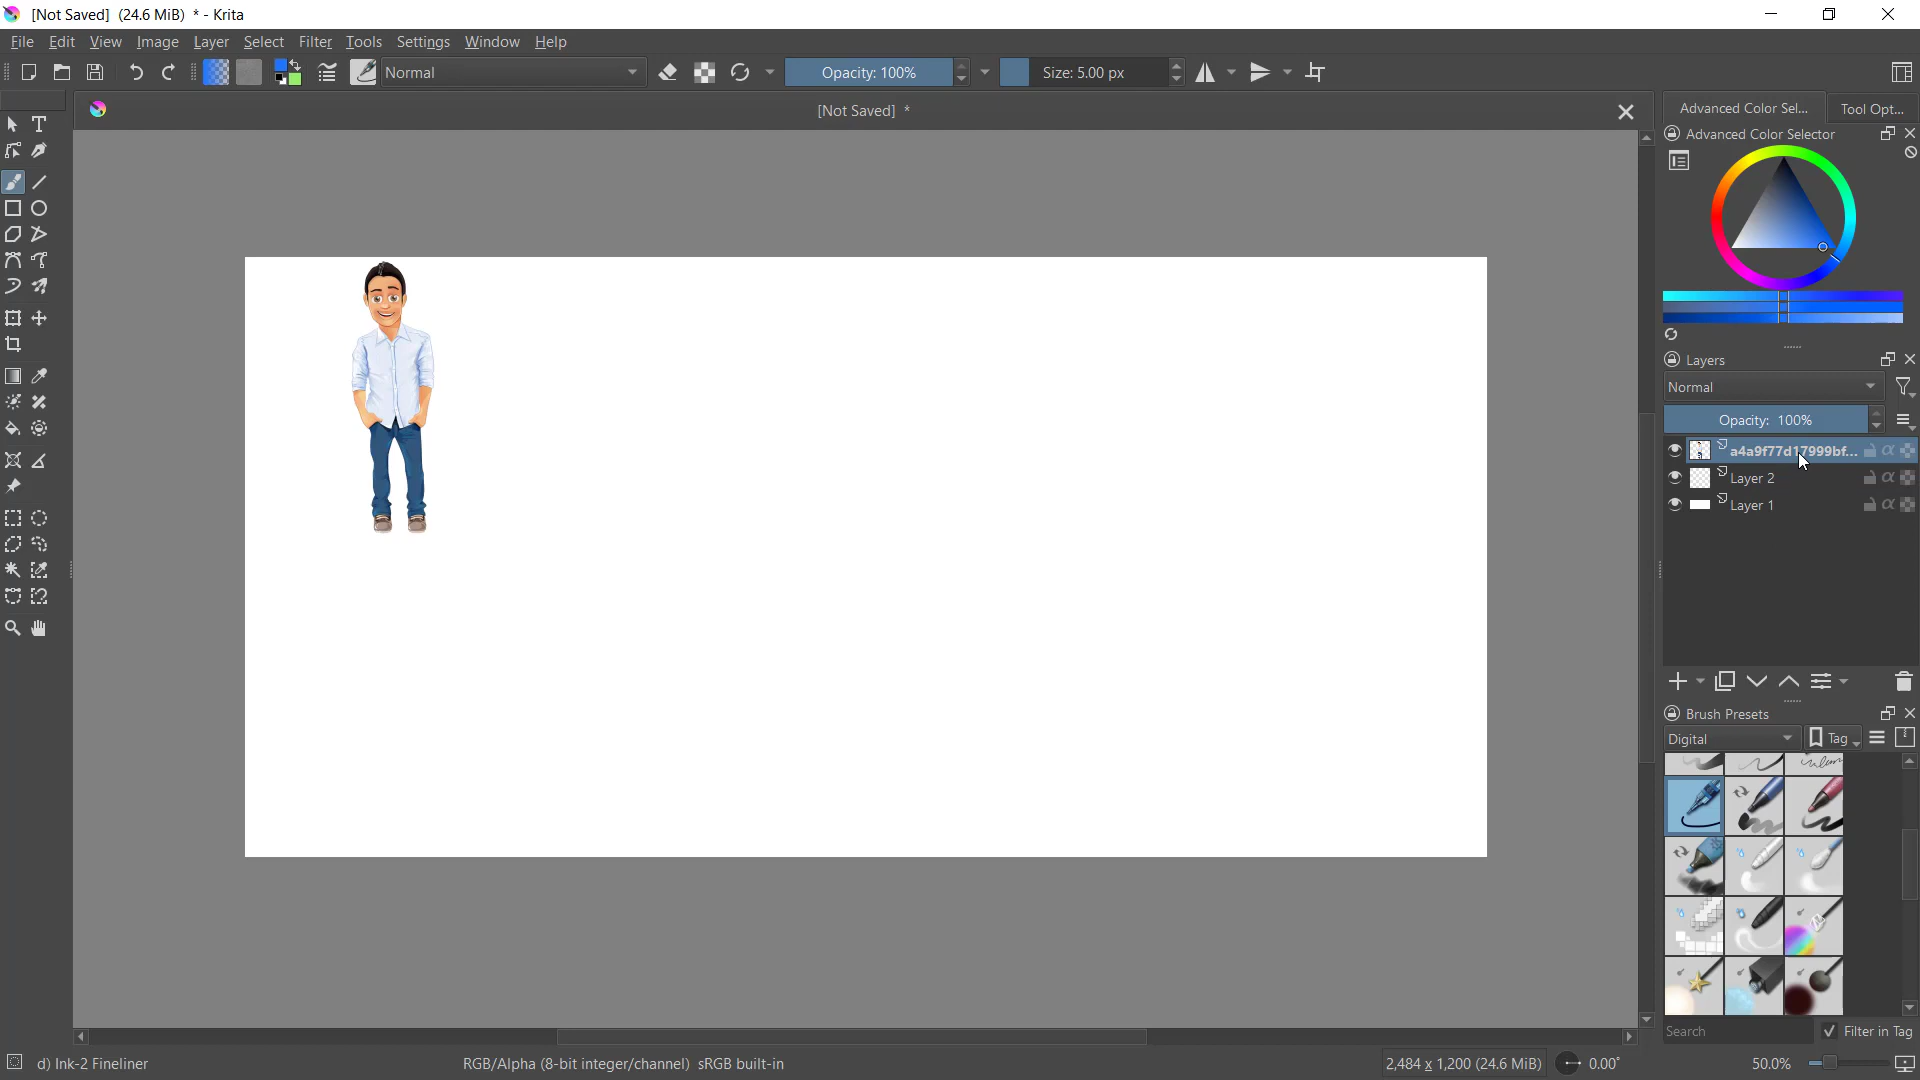 [Not Saved] (24.6 MiB) * - Krita
File Edit View Image Layer Select Filter Tools Settings Window Help
Normal Opacity: 100% Size: 5.00 px
[Not Saved] *
Advanced Color Sel... Tool Opt...
Advanced Color Selector
Layers
Normal
Opacity: 100%
a4a9f77d17999bf...
Layer 2
Layer 1
Brush Presets
Digital Tag
Search Filter in Tag
d) Ink-2 Fineliner RGB/Alpha (8-bit integer/channel) sRGB built-in 2,484 x 1,200 (24.6 MiB) 0.00° 50.0%